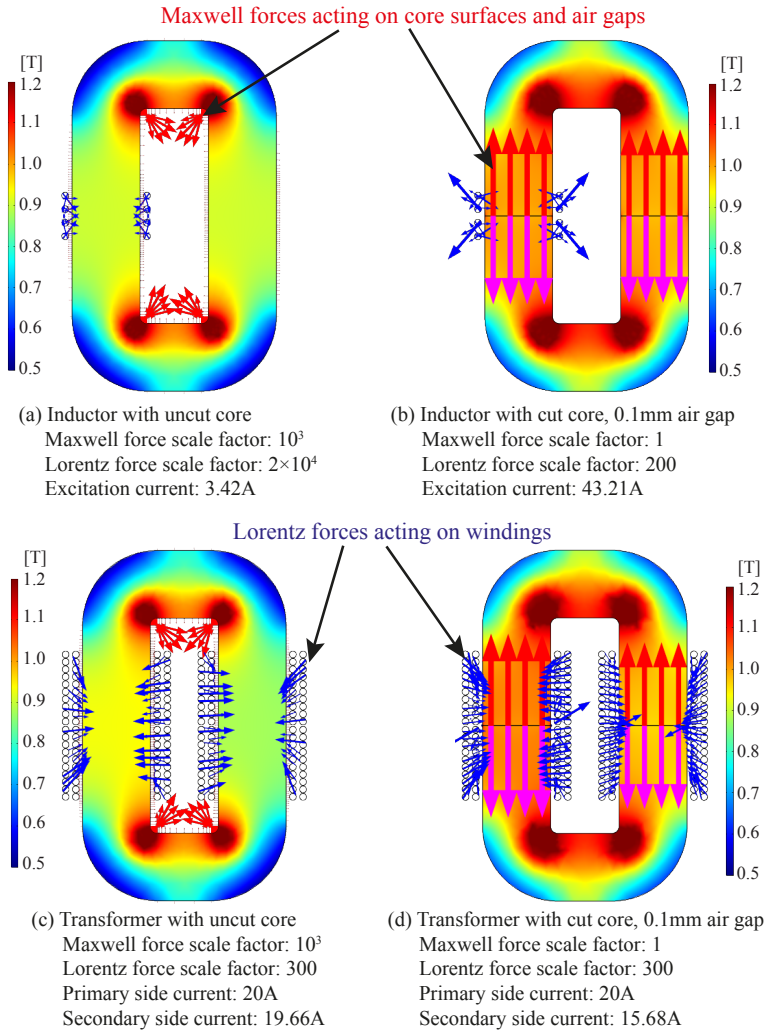 Maxwell forces acting on core surfaces and air gaps
[T]
1.2
1.1
1.0
0.9
0.8
0.7
0.6
0.5
[T]
1.2
1.1
1.0
0.9
0.8
0.7
0.6
0.5
(a) Inductor with uncut core
Maxwell force scale factor: 10³
Lorentz force scale factor: 2×10⁴
Excitation current: 3.42A
(b) Inductor with cut core, 0.1mm air gap
Maxwell force scale factor: 1
Lorentz force scale factor: 200
Excitation current: 43.21A
Lorentz forces acting on windings
[T]
1.2
1.1
1.0
0.9
0.8
0.7
0.6
0.5
[T]
1.2
1.1
1.0
0.9
0.8
0.7
0.6
0.5
(c) Transformer with uncut core
Maxwell force scale factor: 10³
Lorentz force scale factor: 300
Primary side current: 20A
Secondary side current: 19.66A
(d) Transformer with cut core, 0.1mm air gap
Maxwell force scale factor: 1
Lorentz force scale factor: 300
Primary side current: 20A
Secondary side current: 15.68A